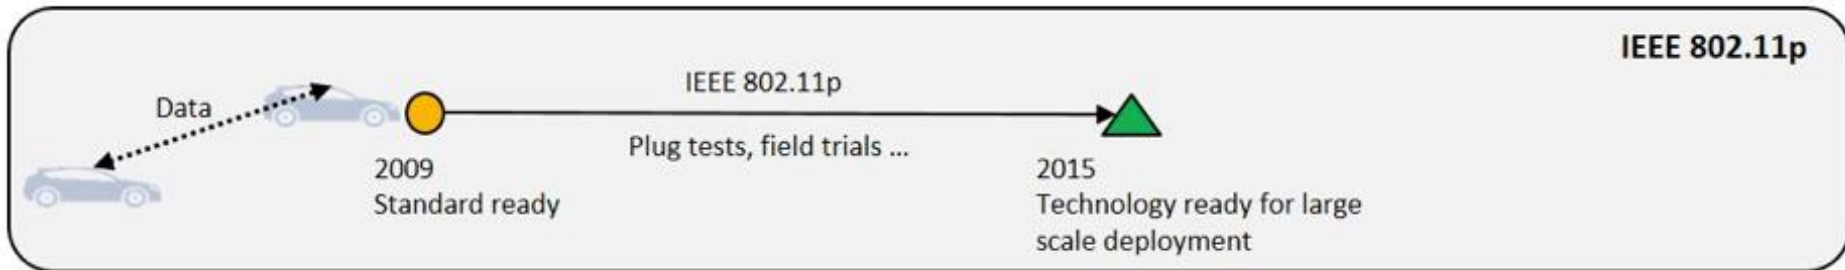 IEEE 802.11p
Data
IEEE 802.11p
Plug tests, field trials ...
2009
Standard ready
2015
Technology ready for large
scale deployment